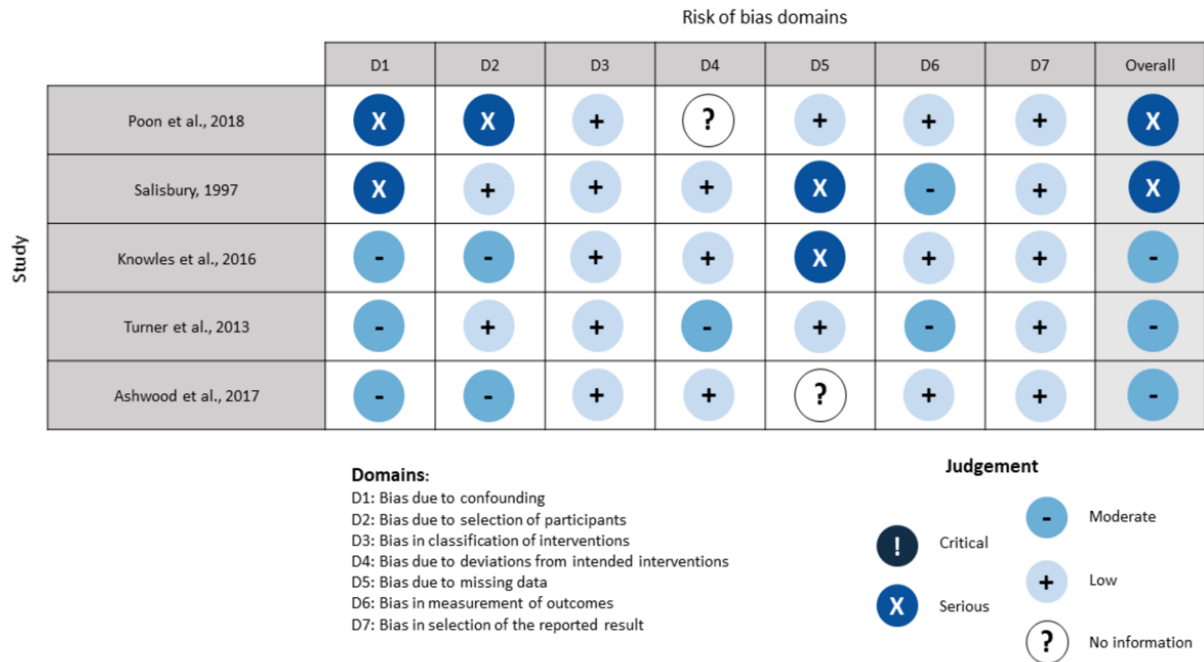 Risk of bias domains
D1 D2 D3 D4 D5 D6 D7 Overall
Study
Poon et al., 2018 X X + ? + + + X
Salisbury, 1997 X + + + X - + X
Knowles et al., 2016 - - + + X + + -
Turner et al., 2013 - + + - + - + -
Ashwood et al., 2017 - - + + ? + + -
Domains:
D1: Bias due to confounding
D2: Bias due to selection of participants
D3: Bias in classification of interventions
D4: Bias due to deviations from intended interventions
D5: Bias due to missing data
D6: Bias in measurement of outcomes
D7: Bias in selection of the reported result
Judgement
! Critical
X Serious
- Moderate
+ Low
? No information